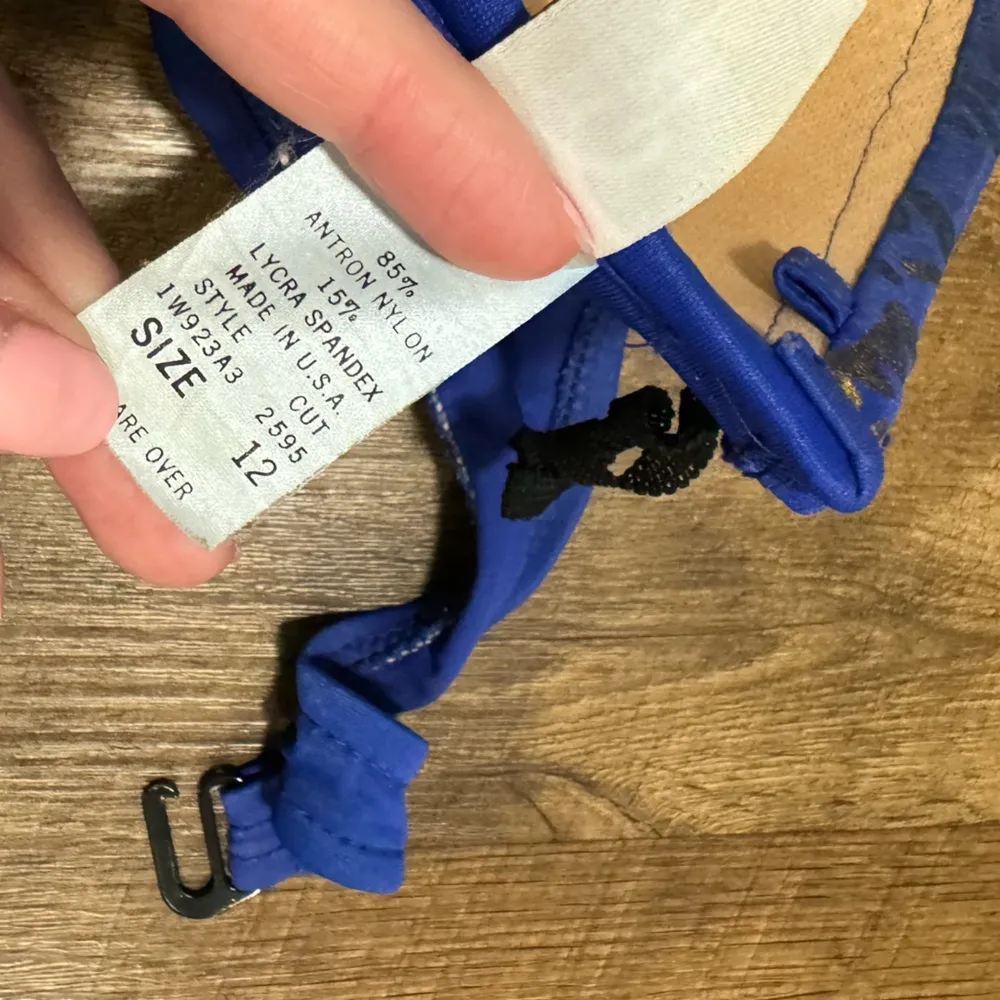 85%
ANTRON NYLON
15%
LYCRA SPANDEX
MADE IN U.S.A.
STYLE CUT
1W923A3 2595
SIZE 12
ARE OVER